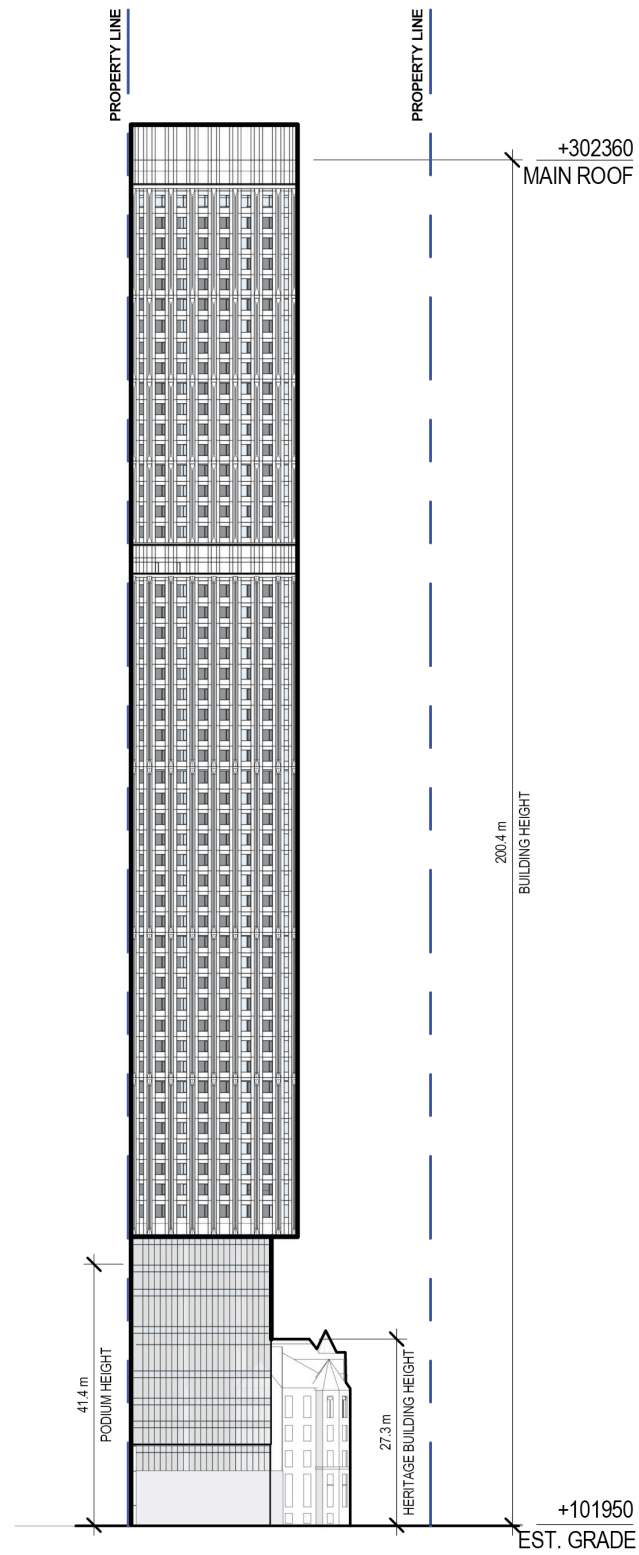 PROPERTY LINE
PROPERTY LINE
+302360
MAIN ROOF
200.4 m
BUILDING HEIGHT
41.4 m
PODIUM HEIGHT
27.3 m
HERITAGE BUILDING HEIGHT
+101950
EST. GRADE